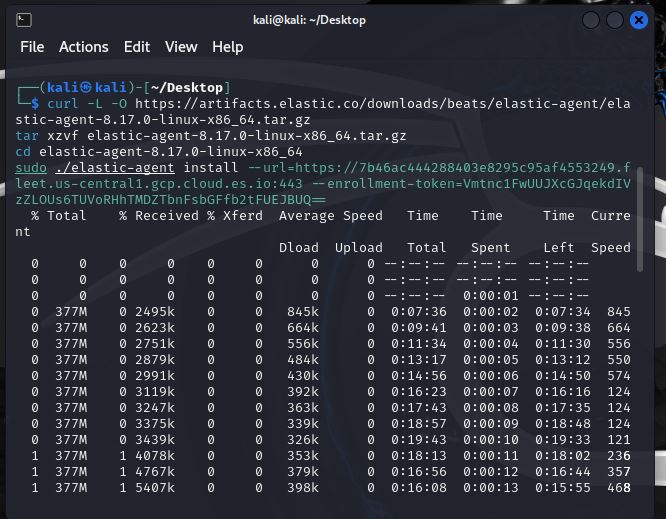 kali@kali: ~/Desktop
File Actions Edit View Help
┌──(kali㉿kali)-[~/Desktop]
└─$ curl -L -O https://artifacts.elastic.co/downloads/beats/elastic-agent/ela
stic-agent-8.17.0-linux-x86_64.tar.gz
tar xzvf elastic-agent-8.17.0-linux-x86_64.tar.gz
cd elastic-agent-8.17.0-linux-x86_64
sudo ./elastic-agent install --url=https://7b46ac444288403e8295c95af4553249.f
leet.us-central1.gcp.cloud.es.io:443 --enrollment-token=Vmtnc1FwUUJXcGJqekdIV
zZLOUs6TUVoRHhTMDZTbnFsbGFfb2tFUEJBUQ==
% Total % Received % Xferd Average Speed Time Time Time Curre
nt
Dload Upload Total Spent Left Speed
0 0 0 0 0 0 0 0 --:--:-- --:--:-- --:--:--
0 0 0 0 0 0 0 0 --:--:-- --:--:-- --:--:--
0 0 0 0 0 0 0 0 --:--:-- 0:00:01 --:--:--
0 377M 0 2495k 0 0 845k 0 0:07:36 0:00:02 0:07:34 845
0 377M 0 2623k 0 0 664k 0 0:09:41 0:00:03 0:09:38 664
0 377M 0 2751k 0 0 556k 0 0:11:34 0:00:04 0:11:30 556
0 377M 0 2879k 0 0 484k 0 0:13:17 0:00:05 0:13:12 550
0 377M 0 2991k 0 0 430k 0 0:14:56 0:00:06 0:14:50 574
0 377M 0 3119k 0 0 392k 0 0:16:23 0:00:07 0:16:16 124
0 377M 0 3247k 0 0 363k 0 0:17:43 0:00:08 0:17:35 124
0 377M 0 3375k 0 0 339k 0 0:18:57 0:00:09 0:18:48 124
0 377M 0 3439k 0 0 326k 0 0:19:43 0:00:10 0:19:33 121
1 377M 1 4078k 0 0 353k 0 0:18:13 0:00:11 0:18:02 236
1 377M 1 4767k 0 0 379k 0 0:16:56 0:00:12 0:16:44 357
1 377M 1 5407k 0 0 398k 0 0:16:08 0:00:13 0:15:55 468